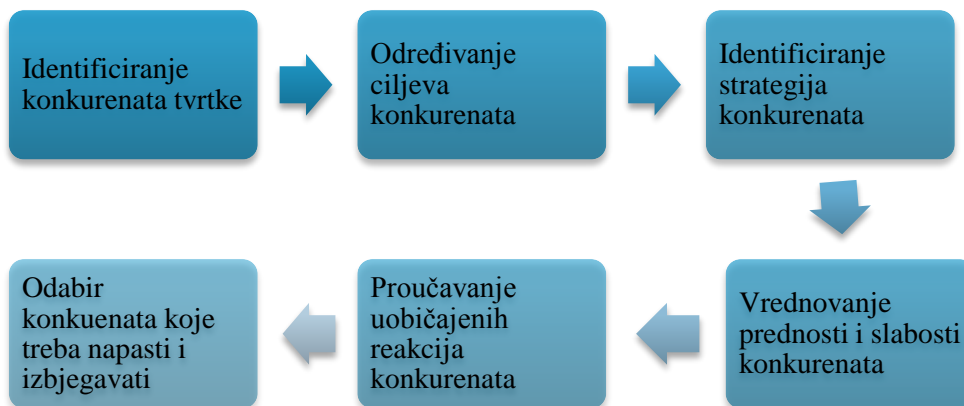 Identificiranje
konkurenata tvrtke
Određivanje
ciljeva
konkurenata
Identificiranje
strategija
konkurenata
Vrednovanje
prednosti i slabosti
konkurenata
Proučavanje
uobičajenih
reakcija
konkurenata
Odabir
konkuenata koje
treba napasti i
izbjegavati